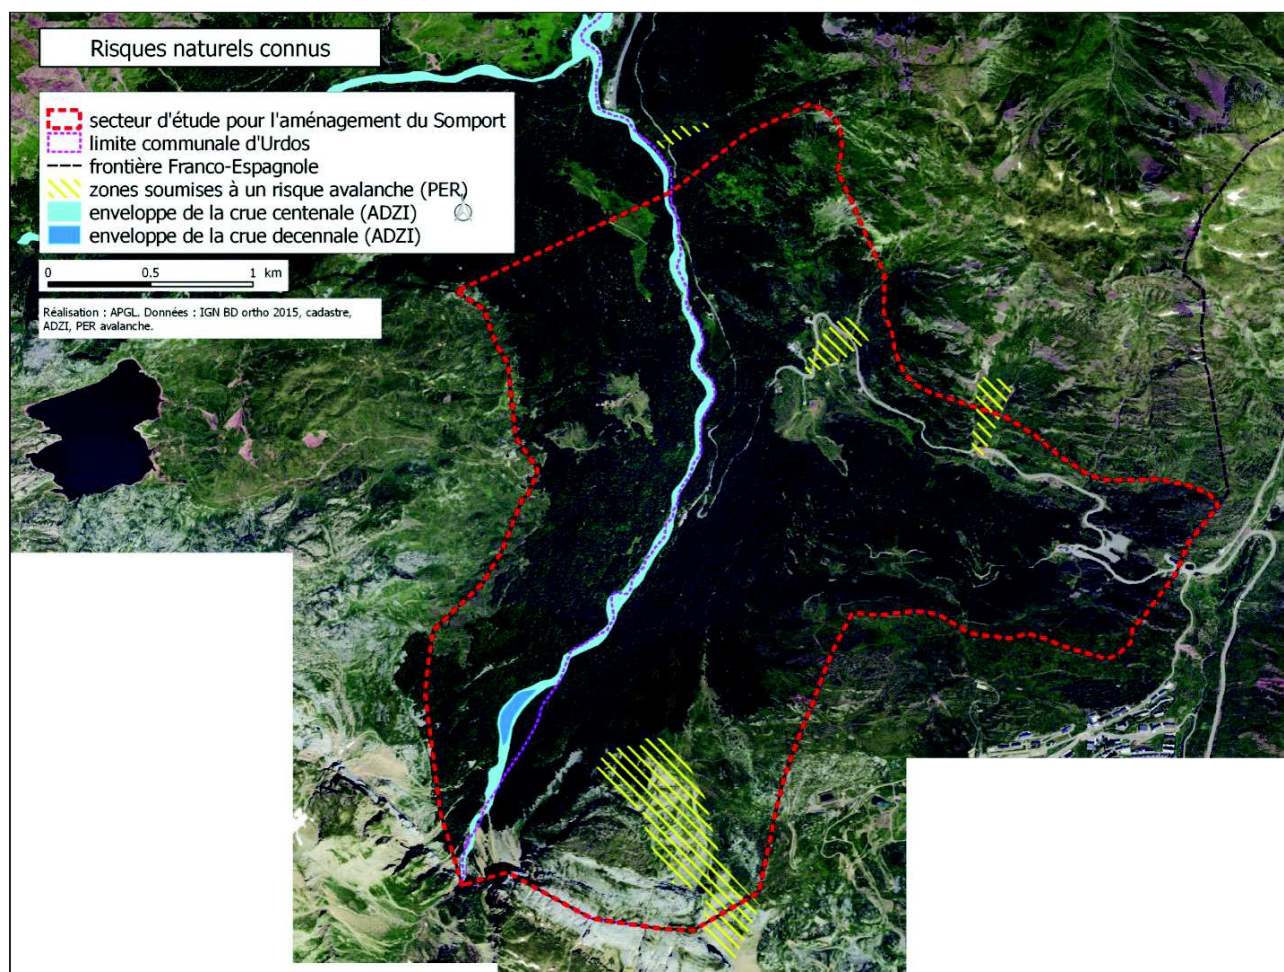 Risques naturels connus
secteur d'étude pour l'aménagement du Somport
limite communale d'Urdos
frontière Franco-Espagnole
zones soumises à un risque avalanche (PER)
enveloppe de la crue centenale (ADZI)
enveloppe de la crue decennale (ADZI)
0 0.5 1 km
Réalisation : APGL. Données : IGN BD ortho 2015, cadastre,
ADZI, PER avalanche.